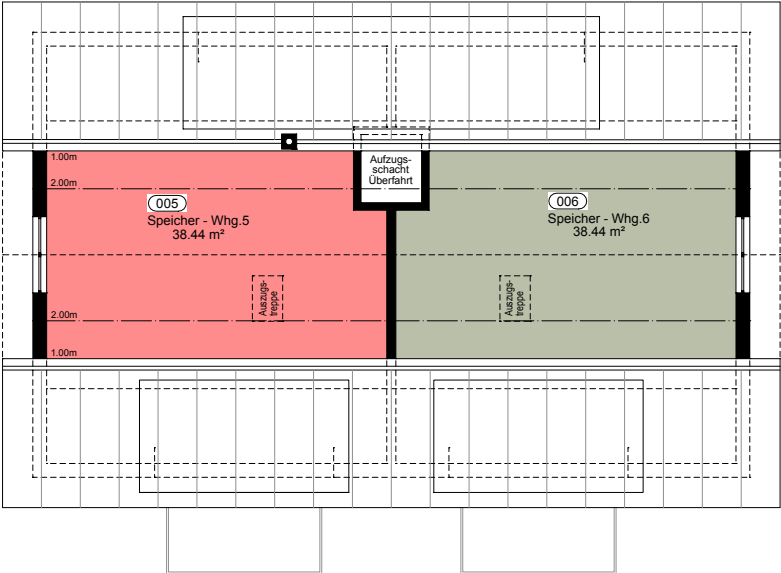 1.00m
2.00m
005
Speicher - Whg.5
38.44 m²
Aufzugs-
schacht
Überfahrt
006
Speicher - Whg.6
38.44 m²
Auszugs-
treppe
Auszugs-
treppe
2.00m
1.00m